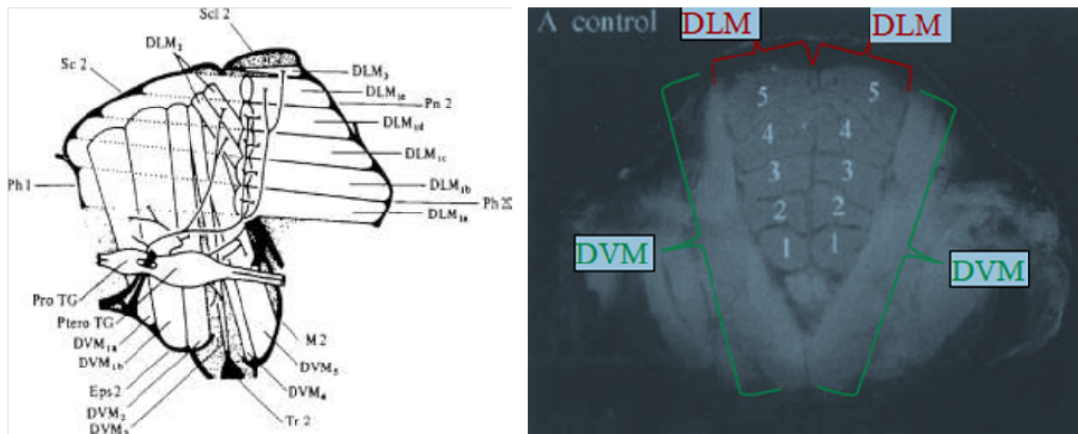 Scl 2
DLM2
Sc 2
DLM3
DLM1e
Pn 2
DLM1d
DLM1c
Ph 1
DLM1b
DLM1a
Pro TG
Ptero TG
DVM1a
DVM1b
Eps 2
DVM2
M 2
DVM5
DVM4
Tr 2
A control
DLM
DLM
5
5
4
4
3
3
2
2
1
1
DVM
DVM